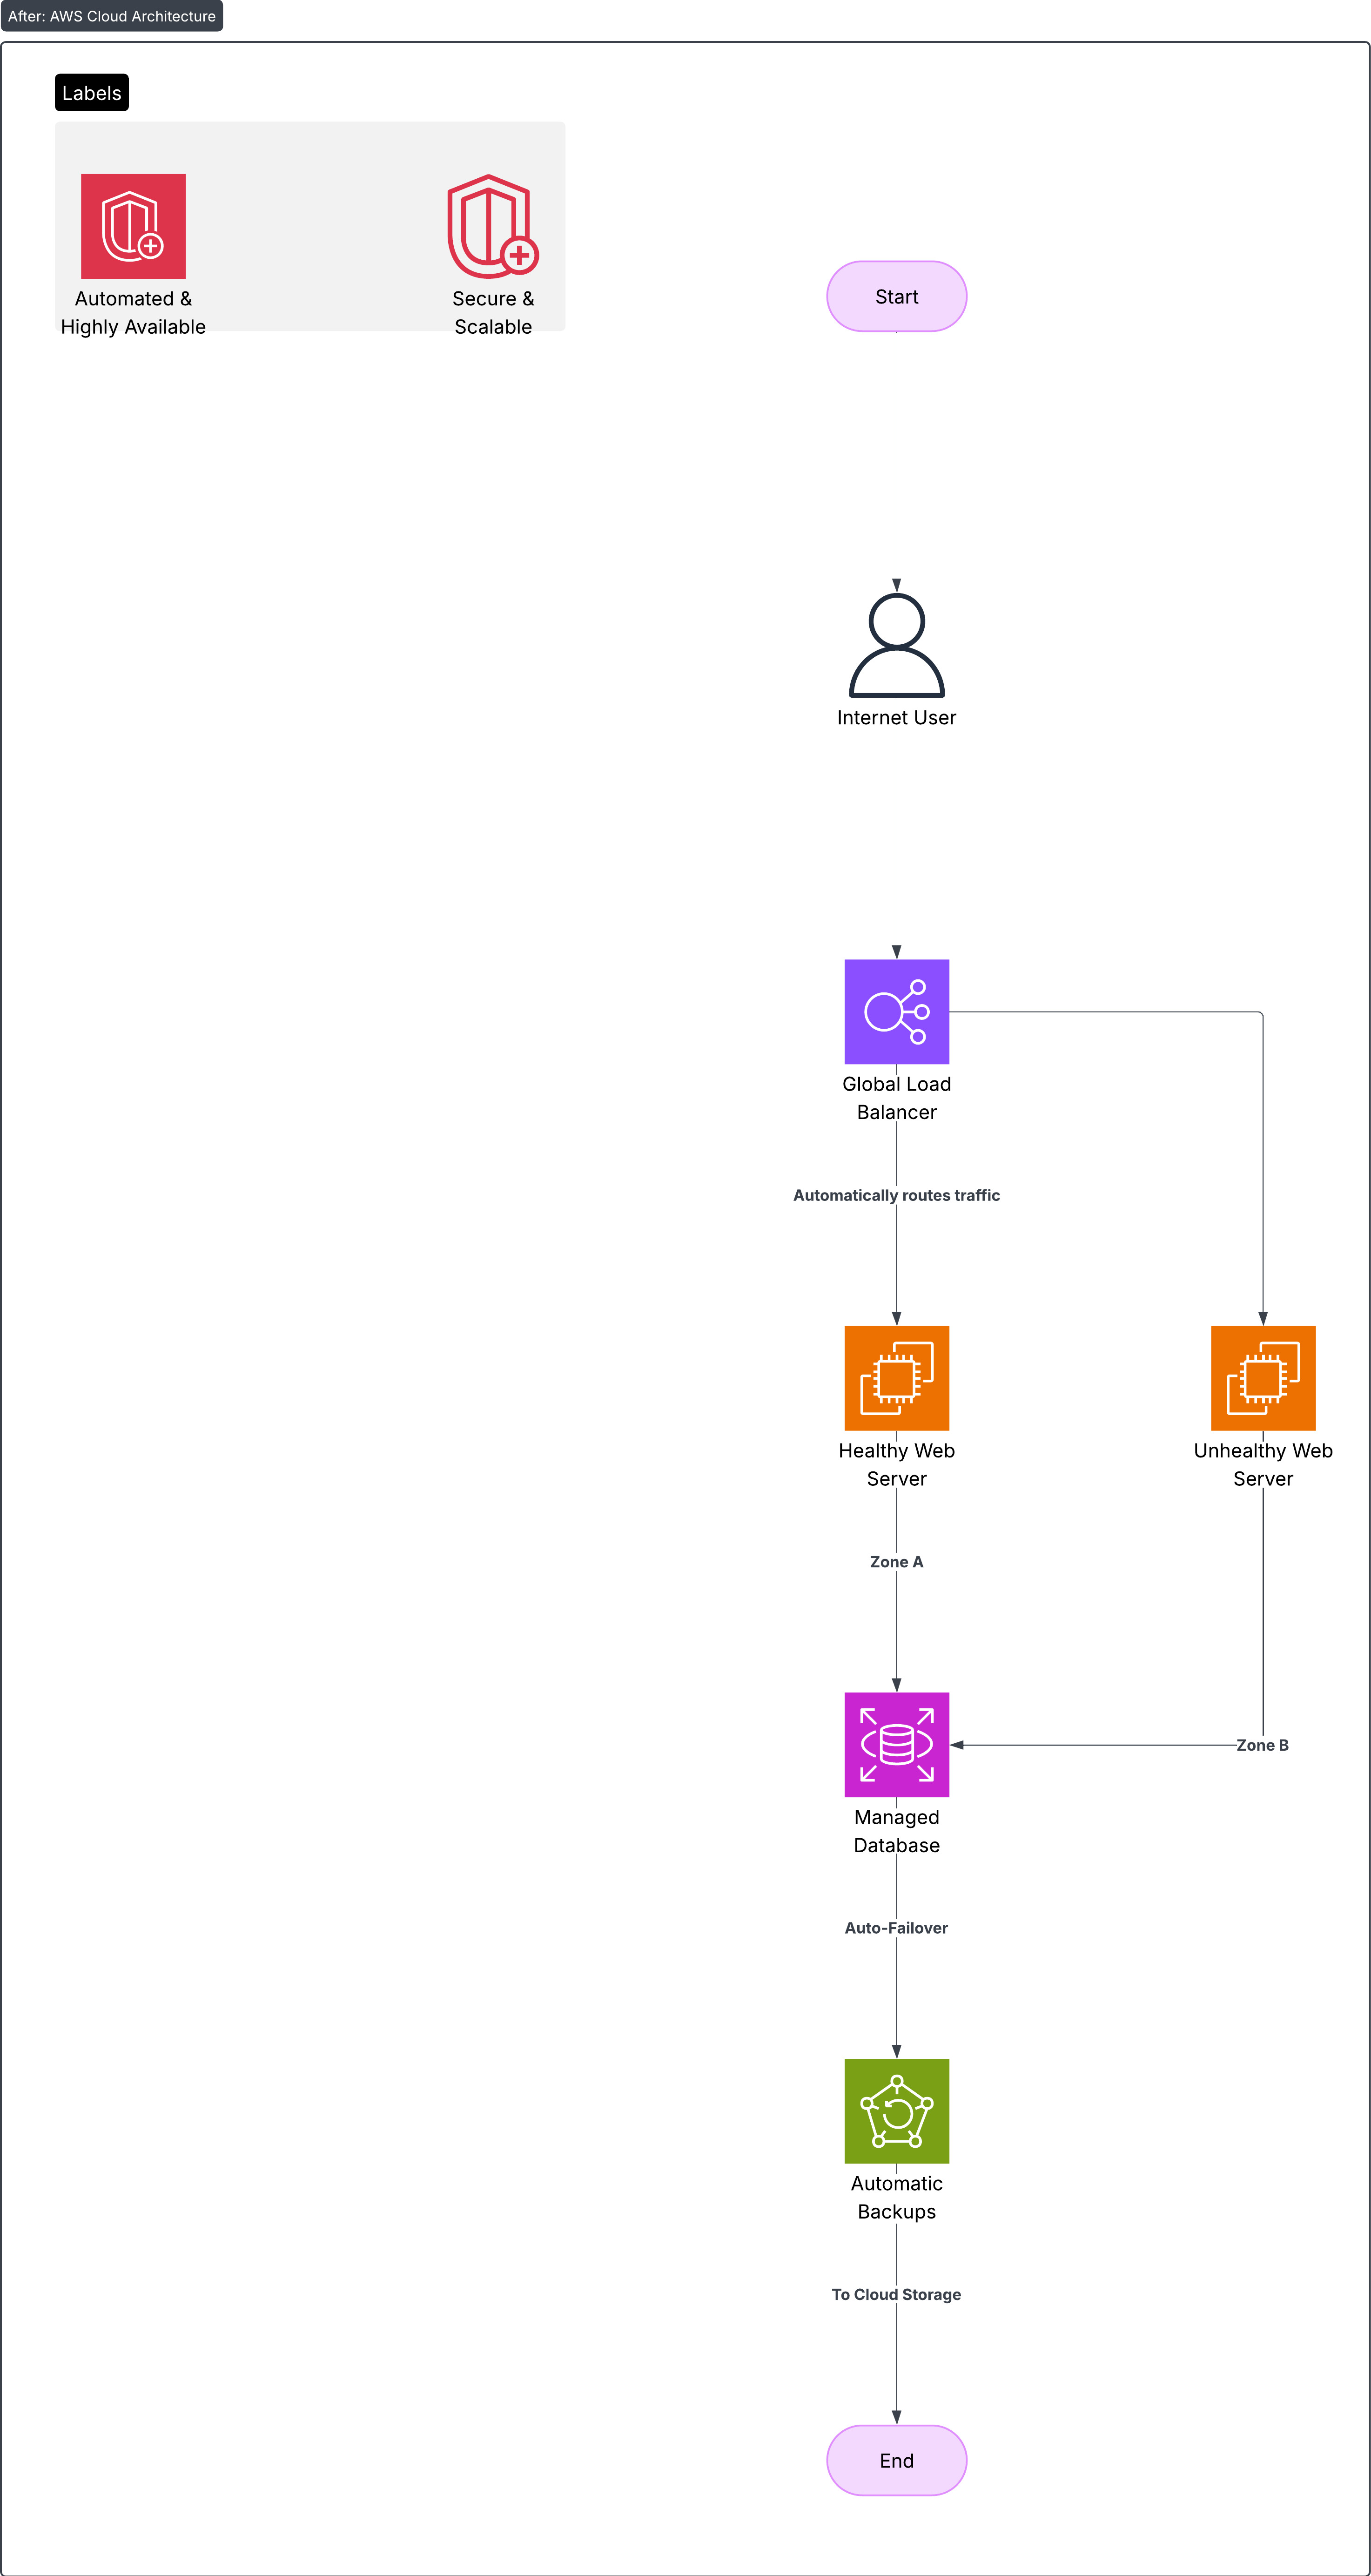 After: AWS Cloud Architecture
Labels
Automated &
Highly Available
Secure &
Scalable
Start
Internet User
Global Load
Balancer
Automatically routes traffic
Healthy Web
Server
Unhealthy Web
Server
Zone A
Zone B
Managed
Database
Auto-Failover
Automatic
Backups
To Cloud Storage
End